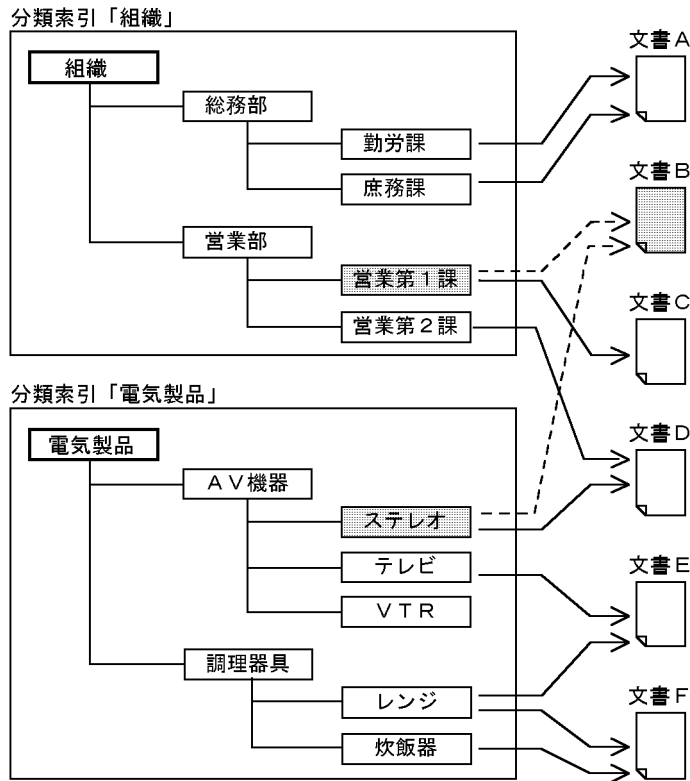 分類索引「組織」
組織
総務部
勤労課
庶務課
営業部
営業第1課
営業第2課
分類索引「電気製品」
電気製品
AV機器
ステレオ
テレビ
VTR
調理器具
レンジ
炊飯器
文書A
文書B
文書C
文書D
文書E
文書F